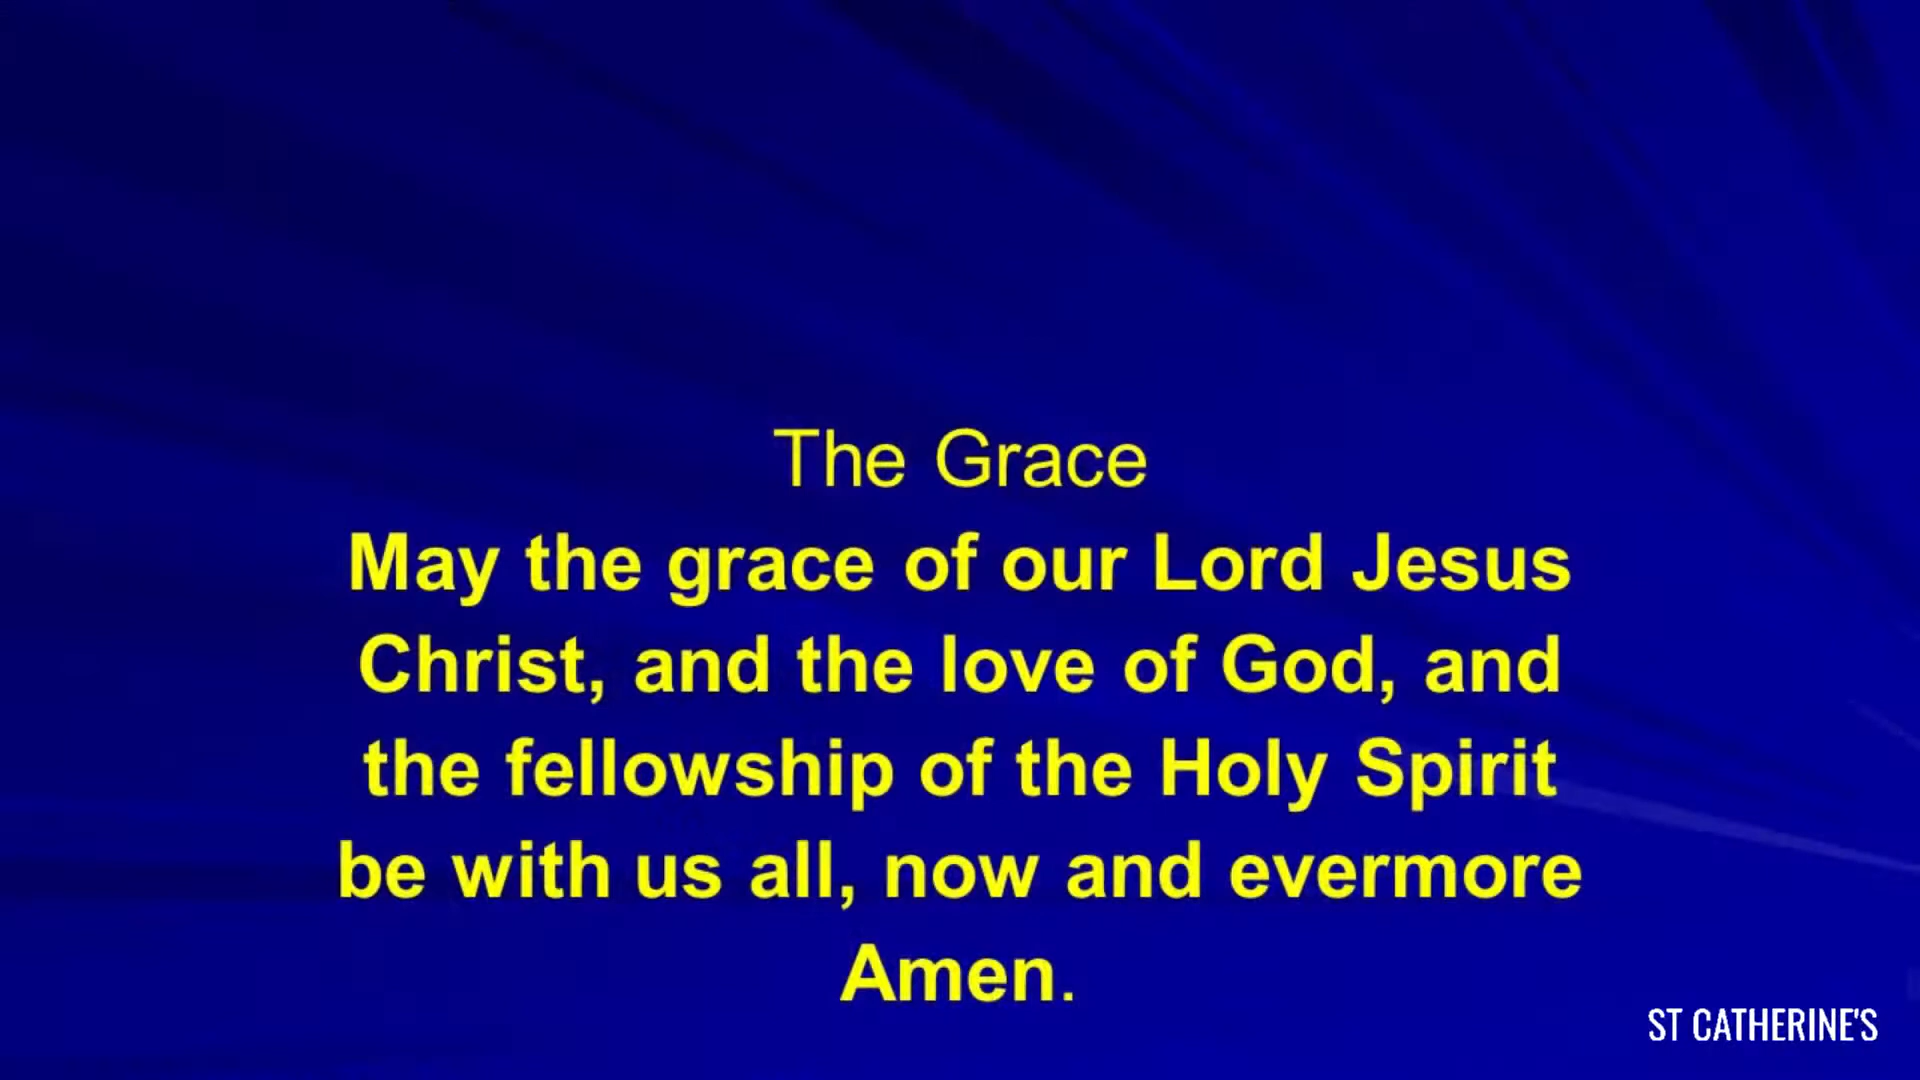 The Grace
May the grace of our Lord Jesus
Christ, and the love of God, and
the fellowship of the Holy Spirit
be with us all, now and evermore
Amen.
ST CATHERINE'S